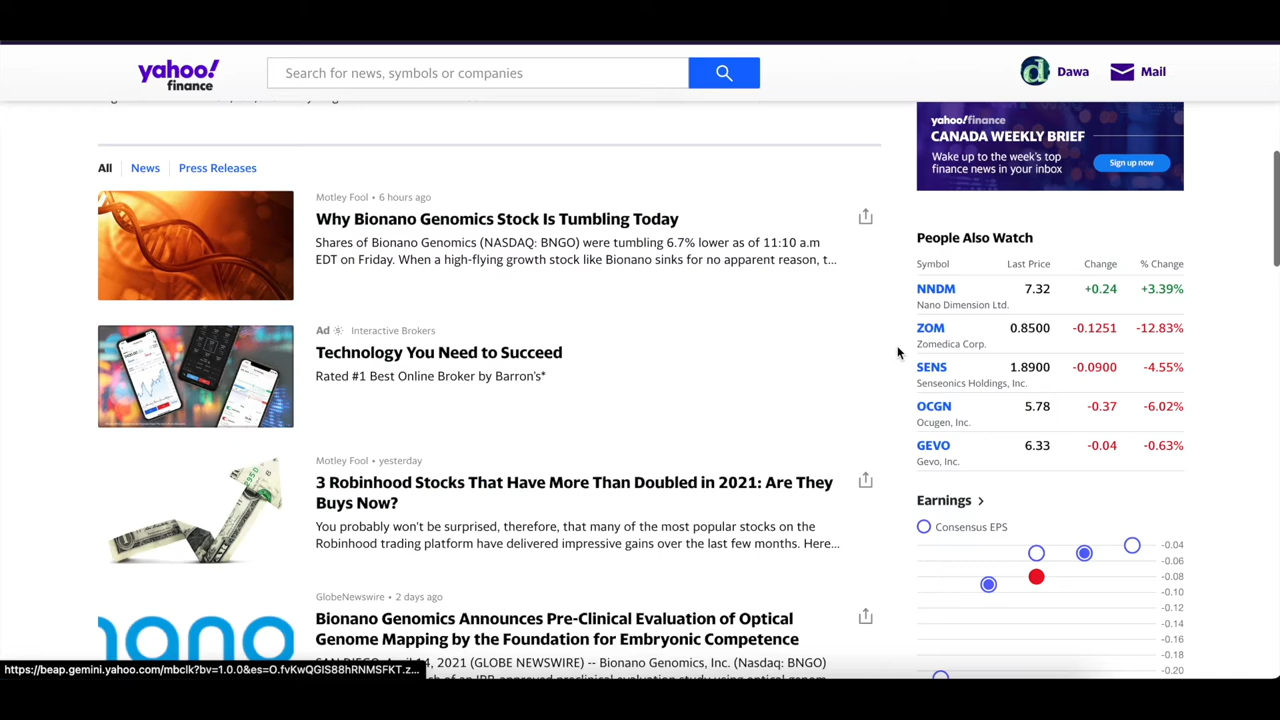 yahoo!
finance
Search for news, symbols or companies
Dawa
Mail
All
News
Press Releases
Motley Fool • 6 hours ago
Why Bionano Genomics Stock Is Tumbling Today
Shares of Bionano Genomics (NASDAQ: BNGO) were tumbling 6.7% lower as of 11:10 a.m
EDT on Friday. When a high-flying growth stock like Bionano sinks for no apparent reason, t...
Ad
Interactive Brokers
Technology You Need to Succeed
Rated #1 Best Online Broker by Barron's*
Motley Fool • yesterday
3 Robinhood Stocks That Have More Than Doubled in 2021: Are They
Buys Now?
You probably won't be surprised, therefore, that many of the most popular stocks on the
Robinhood trading platform have delivered impressive gains over the last few months. Here...
nano
GlobeNewswire • 2 days ago
Bionano Genomics Announces Pre-Clinical Evaluation of Optical
Genome Mapping by the Foundation for Embryonic Competence
2021 (GLOBE NEWSWIRE) -- Bionano Genomics, Inc. (Nasdaq: BNGO)
https://beap.gemini.yahoo.com/mbclk?bv=1.0.0&es=O.fvKwQGIS88hRNMSFKT.z...
yahoo!finance
CANADA WEEKLY BRIEF
Wake up to the week's top
finance news in your inbox
Sign up now
People Also Watch
Symbol Last Price Change % Change
NNDM 7.32 +0.24 +3.39%
Nano Dimension Ltd.
ZOM 0.8500 -0.1251 -12.83%
Zomedica Corp.
SENS 1.8900 -0.0900 -4.55%
Senseonics Holdings, Inc.
OCGN 5.78 -0.37 -6.02%
Ocugen, Inc.
GEVO 6.33 -0.04 -0.63%
Gevo, Inc.
Earnings >
Consensus EPS
-0.04
-0.06
-0.08
-0.10
-0.12
-0.14
-0.16
-0.18
-0.20